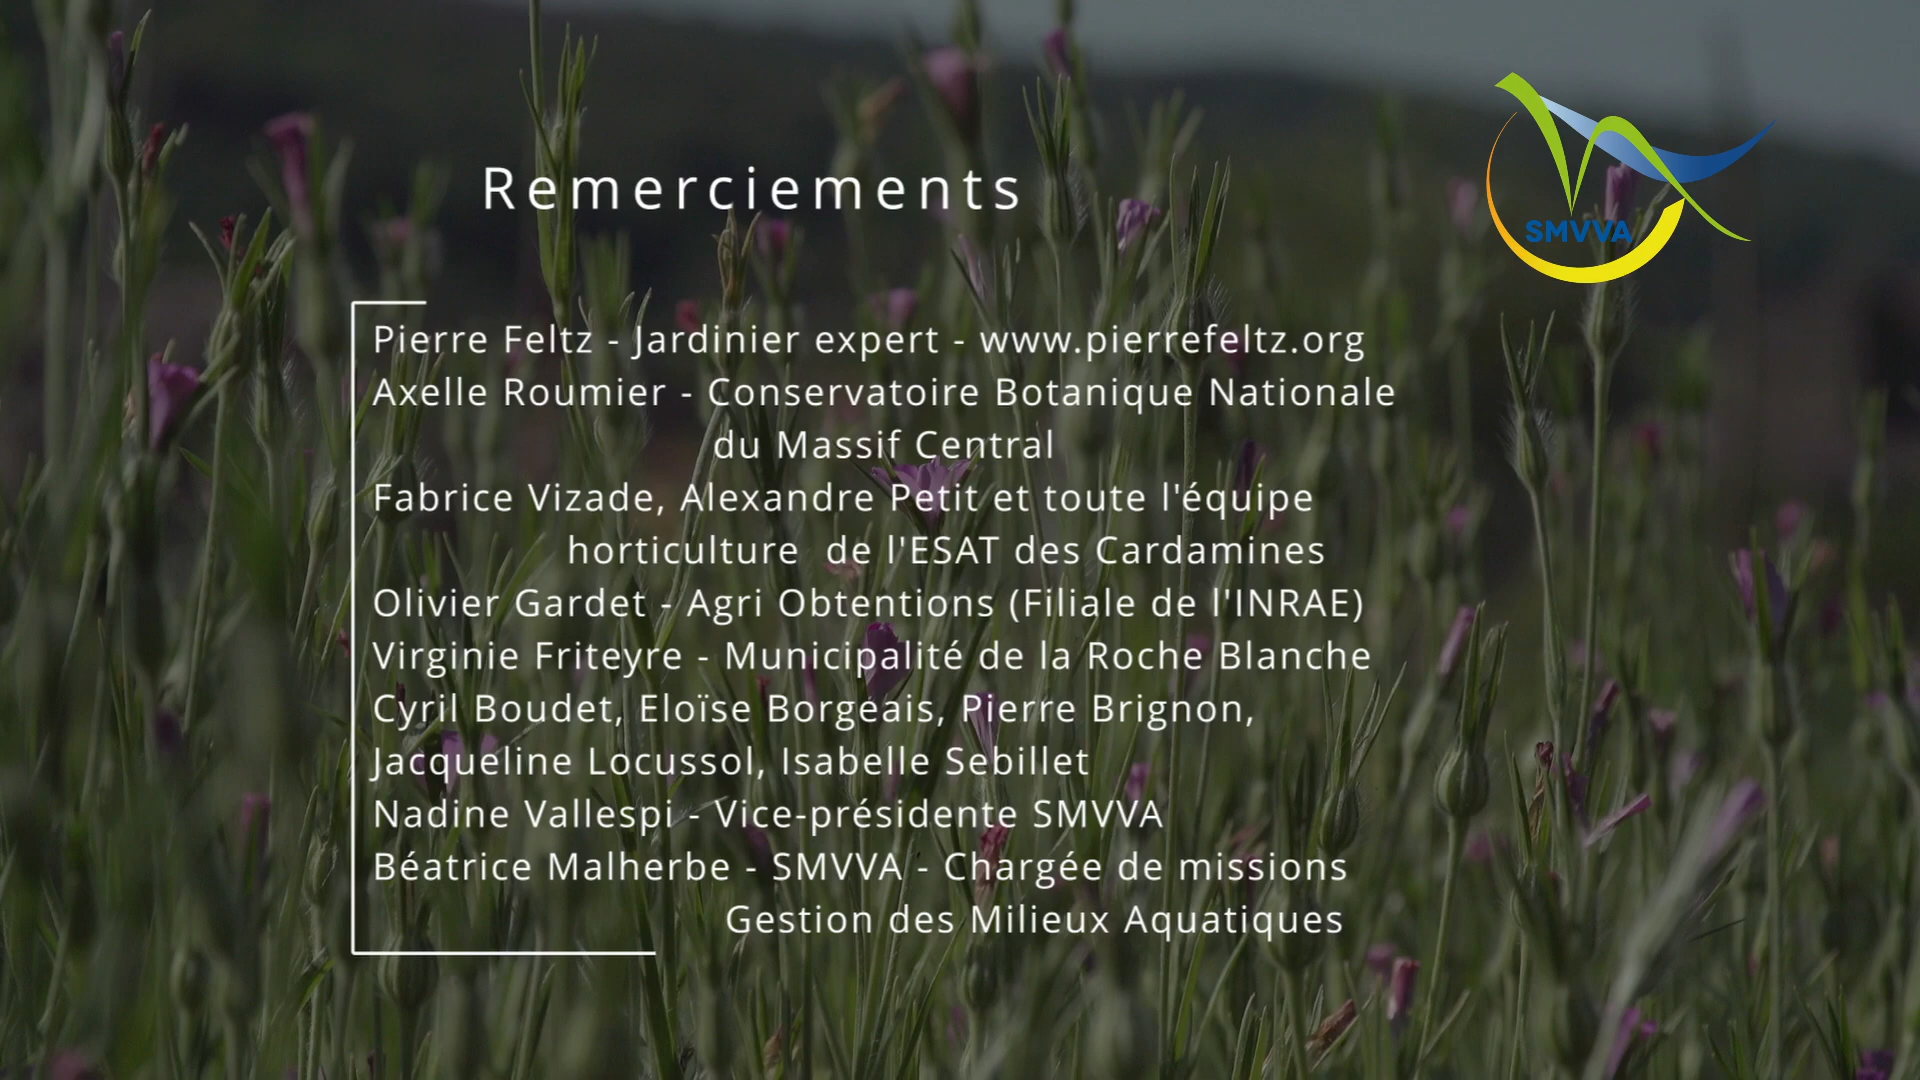 SMVVA
Remerciements
Pierre Feltz - Jardinier expert - www.pierrefeltz.org
Axelle Roumier - Conservatoire Botanique Nationale
du Massif Central
Fabrice Vizade, Alexandre Petit et toute l'équipe
horticulture de l'ESAT des Cardamines
Olivier Gardet - Agri Obtentions (Filiale de l'INRAE)
Virginie Friteyre - Municipalité de la Roche Blanche
Cyril Boudet, Eloïse Borgeais, Pierre Brignon,
Jacqueline Locussol, Isabelle Sebillet
Nadine Vallespi - Vice-présidente SMVVA
Béatrice Malherbe - SMVVA - Chargée de missions
Gestion des Milieux Aquatiques